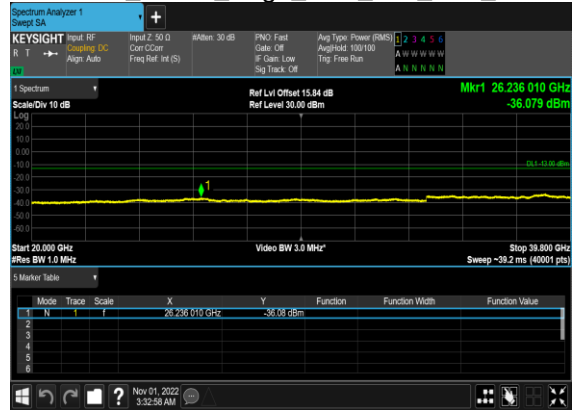 Spectrum Analyzer 1
Swept SA
+
KEYSIGHT Input: RF Input Z: 50 Ω #Atten: 30 dB PNO: Fast Avg Type: Power (RMS) 1 2 3 4 5 6
R T Coupling: DC Corr CCorr Gate: Off Avg|Hold: 100/100 A W W W W W
Align: Auto Freq Ref: Int (S) IF Gain: Low Trig: Free Run
Sig Track: Off A N N N N N
1 Spectrum Ref Lvl Offset 15.84 dB Mkr1 26.236 010 GHz
Scale/Div 10 dB Ref Level 30.00 dBm -36.079 dBm
Log
20.0
10.0
0.00
-10.0 DL1 -13.00 dBm
-20.0
-30.0 1
-40.0
-50.0
-60.0
Start 20.000 GHz Video BW 3.0 MHz* Stop 39.800 GHz
#Res BW 1.0 MHz Sweep ~39.2 ms (40001 pts)
5 Marker Table
Mode Trace Scale X Y Function Function Width Function Value
1 N 1 f 26.236 010 GHz -36.08 dBm
2
3
4
5
6
? Nov 01, 2022
3:32:58 AM